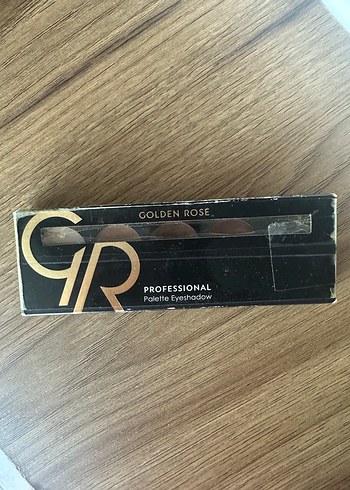 GOLDEN ROSE
GR
PROFESSIONAL
Palette Eyeshadow